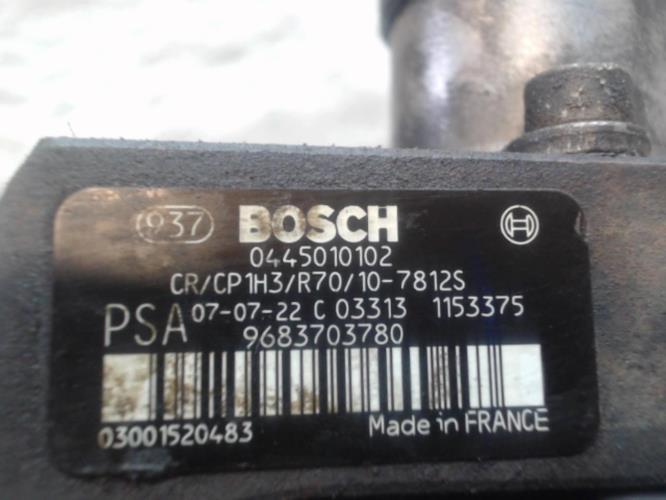 937 BOSCH
0445010102
CR/CP1H3/R70/10-7812S
PSA 07-07-22 C 03313 1153375
9683703780
03001520483 Made in FRANCE